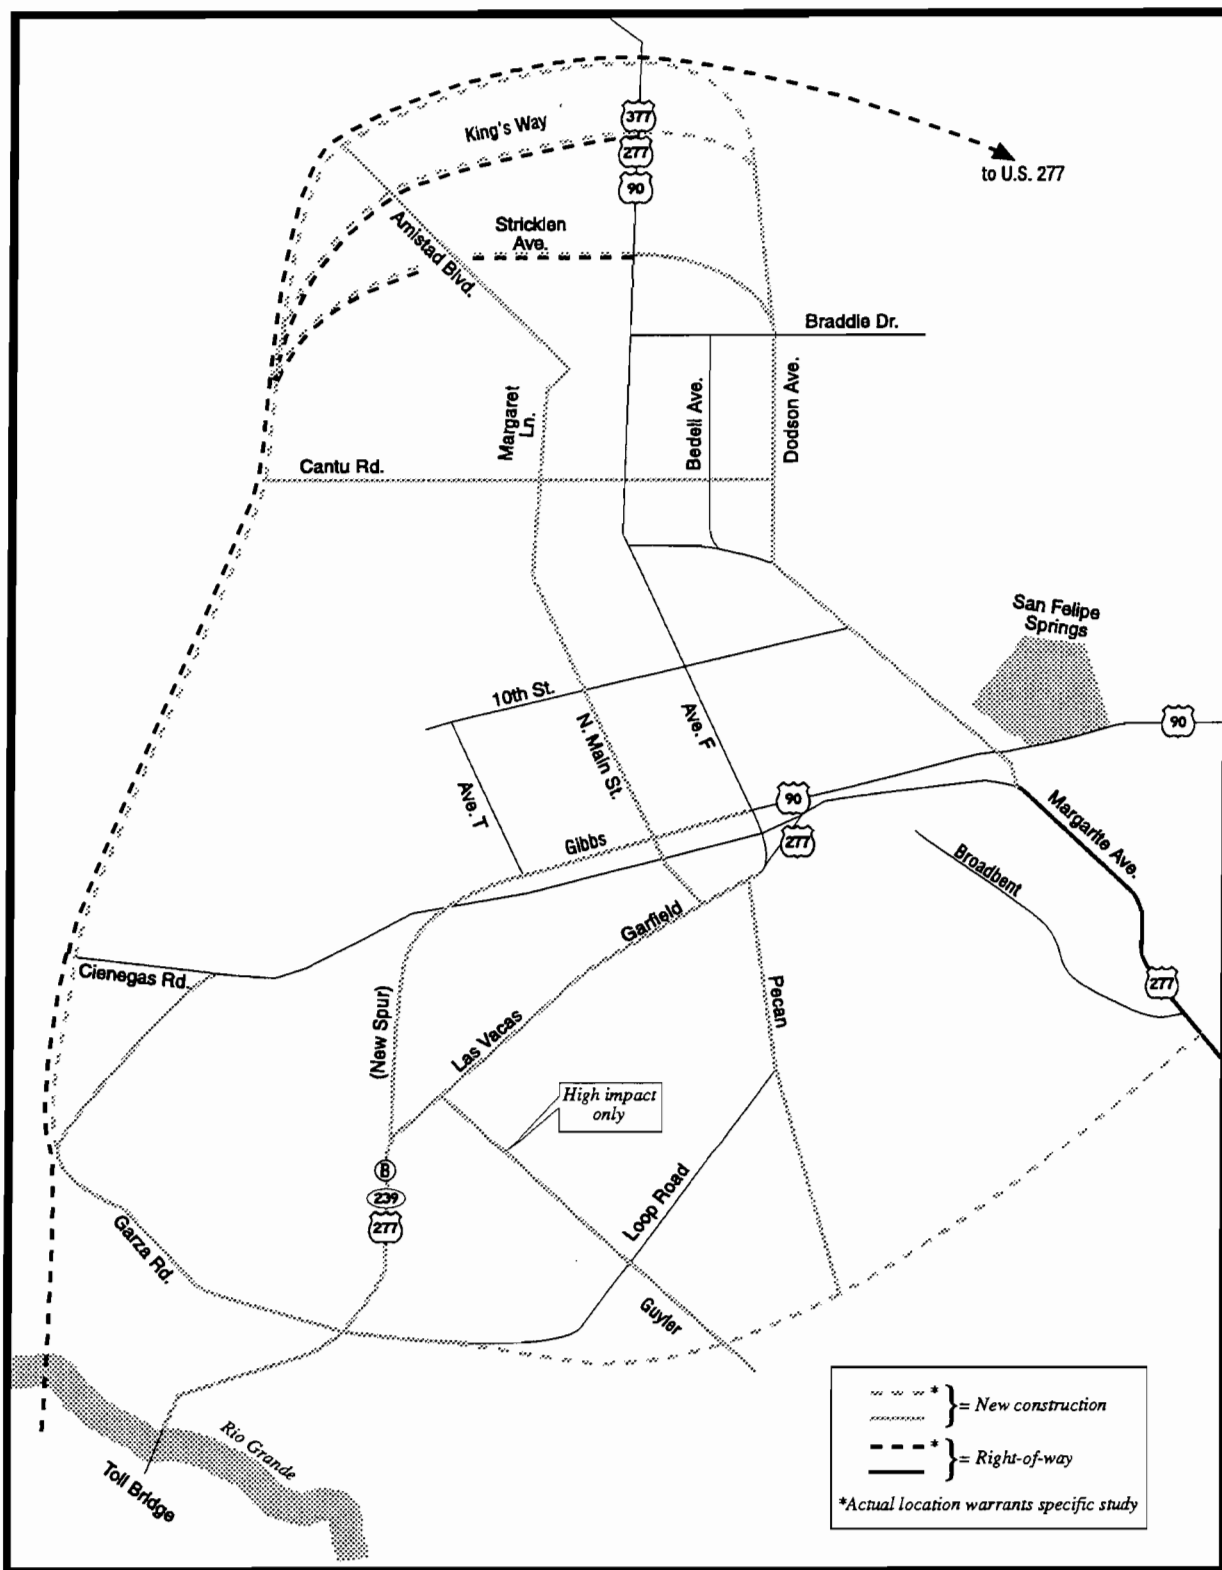 King's Way
377
277
90
to U.S. 277
Stricklen
Ave.
Amistad Blvd.
Braddie Dr.
Margaret
Ln.
Bedell Ave.
Dodson Ave.
Cantu Rd.
San Felipe
Springs
10th St.
N. Main St.
Ave. F
90
Ave. T
90
Gibbs
277
Margarite Ave.
Broadbent
Garfield
Cienegas Rd.
(New Spur)
Las Vacas
Pecan
277
High impact
only
B
239
277
Loop Road
Garza Rd.
Guyler
Rio Grande
Toll Bridge
* } = New construction
* } = Right-of-way
*Actual location warrants specific study